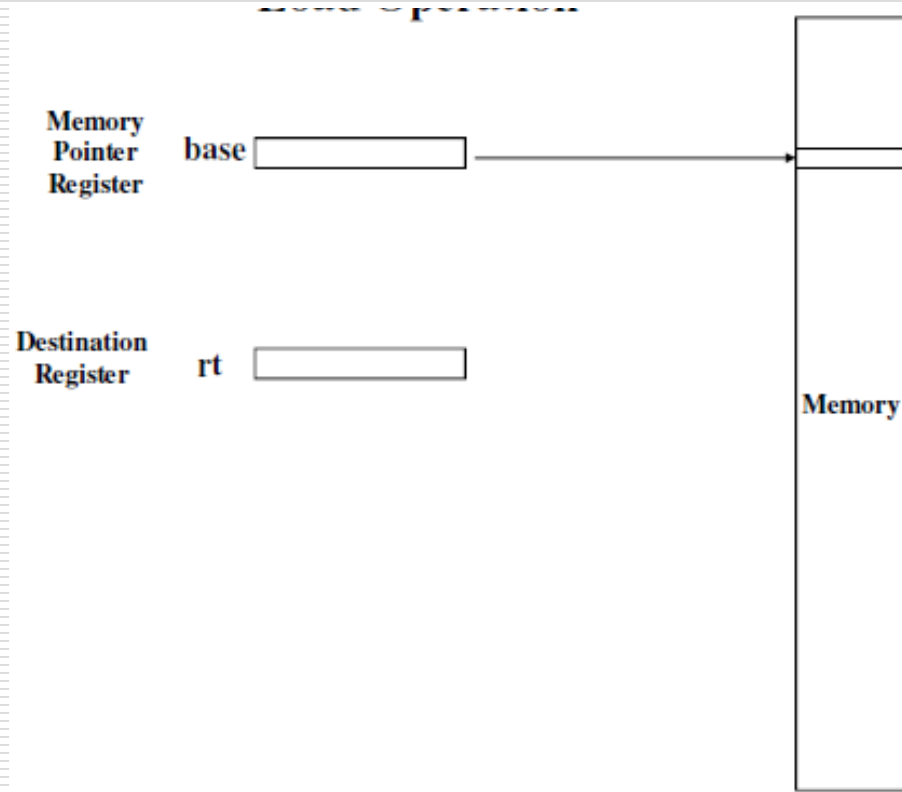 Memory
Pointer
Register
base
Destination
Register
rt
Memory